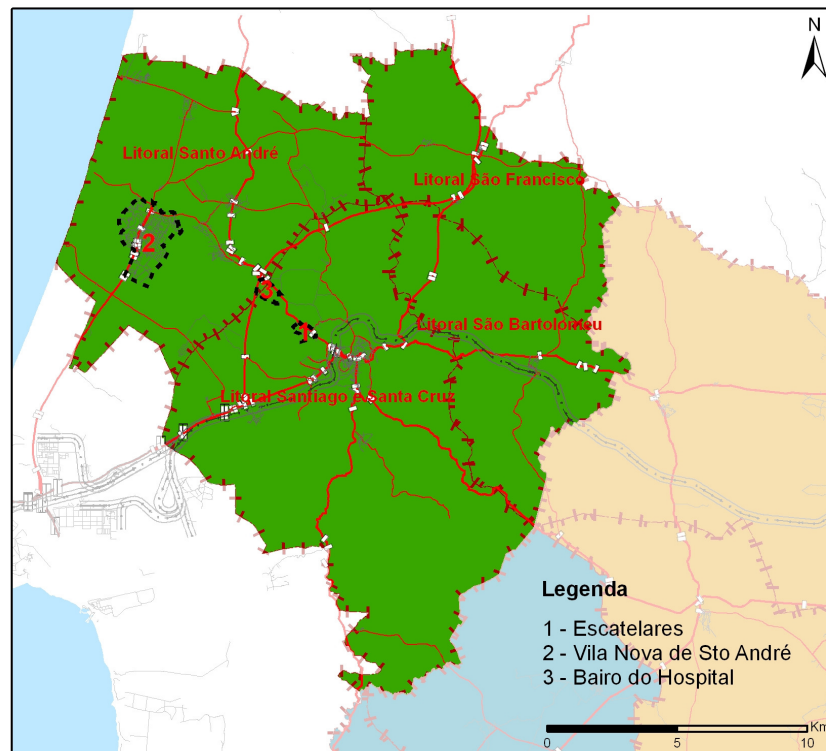 N
Litoral Santo André
Litoral São Francisco
2
3
1
Litoral São Bartolomeu
Litoral Santiago e Santa Cruz
Legenda
1 - Escatelares
2 - Vila Nova de Sto André
3 - Bairo do Hospital
Km
0 5 10